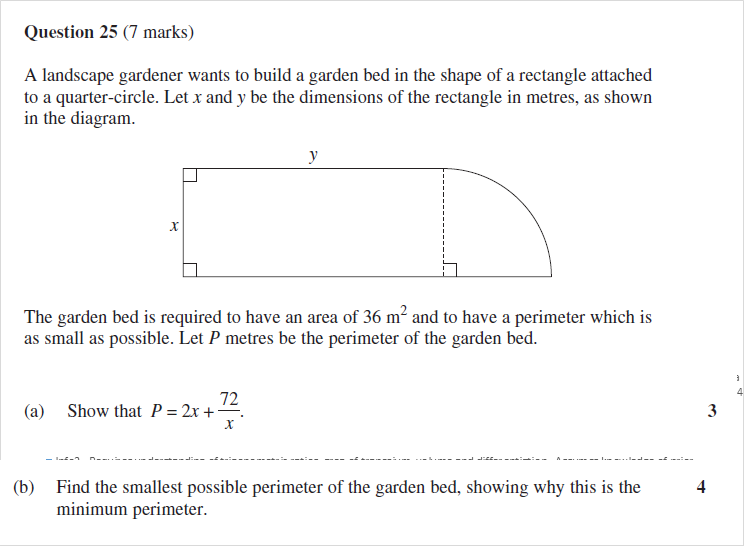 Question 25 (7 marks)
A landscape gardener wants to build a garden bed in the shape of a rectangle attached
to a quarter-circle. Let x and y be the dimensions of the rectangle in metres, as shown
in the diagram.
y
x
The garden bed is required to have an area of 36 m² and to have a perimeter which is
as small as possible. Let P metres be the perimeter of the garden bed.
4
(a) Show that P = 2x + 72/x. 3
(b) Find the smallest possible perimeter of the garden bed, showing why this is the 4
minimum perimeter.